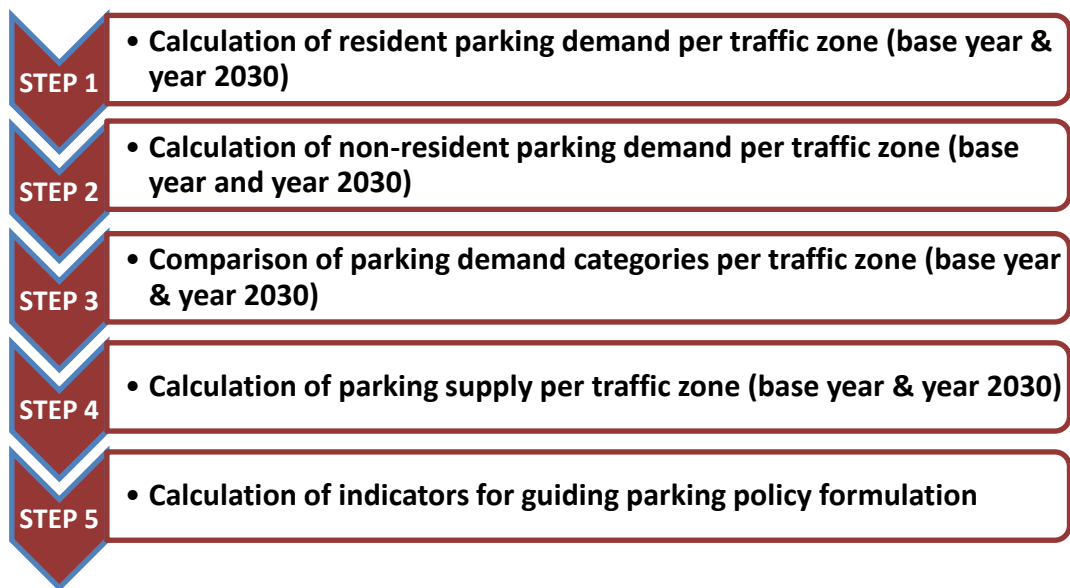 STEP 1
• Calculation of resident parking demand per traffic zone (base year &
year 2030)
STEP 2
• Calculation of non-resident parking demand per traffic zone (base
year and year 2030)
STEP 3
• Comparison of parking demand categories per traffic zone (base year
& year 2030)
STEP 4
• Calculation of parking supply per traffic zone (base year & year 2030)
STEP 5
• Calculation of indicators for guiding parking policy formulation